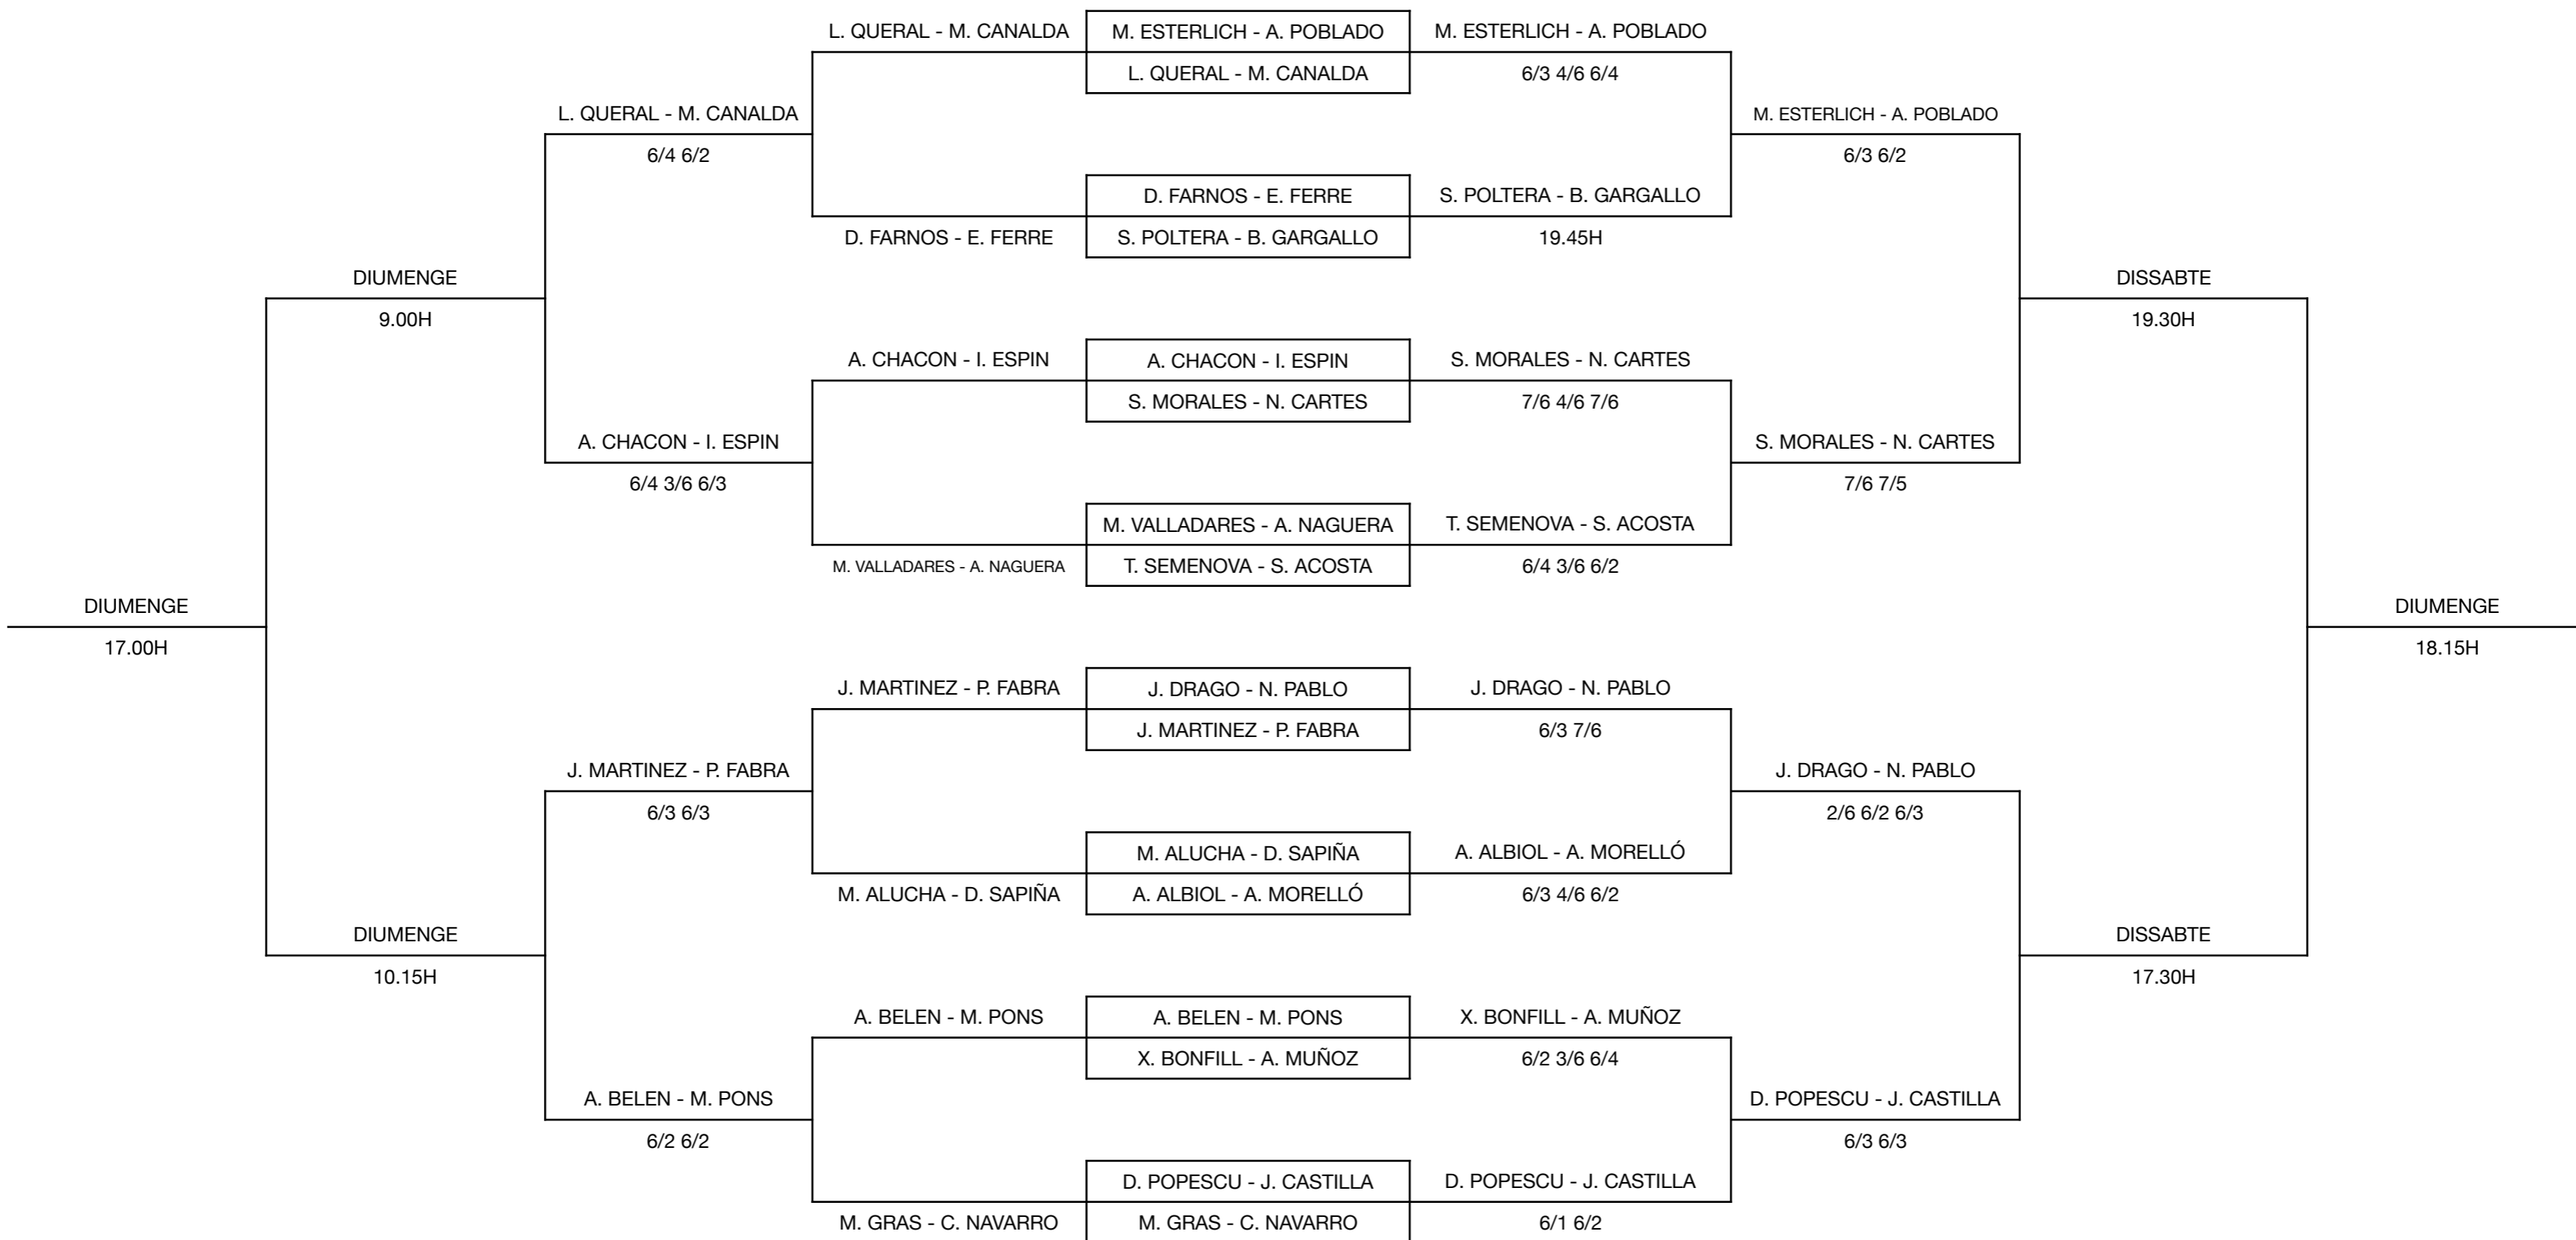 L. QUERAL - M. CANALDA
M. ESTERLICH - A. POBLADO
M. ESTERLICH - A. POBLADO
L. QUERAL - M. CANALDA
6/3 4/6 6/4
L. QUERAL - M. CANALDA
M. ESTERLICH - A. POBLADO
6/4 6/2
6/3 6/2
D. FARNOS - E. FERRE
S. POLTERA - B. GARGALLO
D. FARNOS - E. FERRE
S. POLTERA - B. GARGALLO
19.45H
DIUMENGE
DISSABTE
9.00H
19.30H
A. CHACON - I. ESPIN
A. CHACON - I. ESPIN
S. MORALES - N. CARTES
S. MORALES - N. CARTES
7/6 4/6 7/6
A. CHACON - I. ESPIN
S. MORALES - N. CARTES
6/4 3/6 6/3
7/6 7/5
M. VALLADARES - A. NAGUERA
T. SEMENOVA - S. ACOSTA
M. VALLADARES - A. NAGUERA
T. SEMENOVA - S. ACOSTA
6/4 3/6 6/2
DIUMENGE
DIUMENGE
17.00H
18.15H
J. MARTINEZ - P. FABRA
J. DRAGO - N. PABLO
J. DRAGO - N. PABLO
J. MARTINEZ - P. FABRA
6/3 7/6
J. MARTINEZ - P. FABRA
J. DRAGO - N. PABLO
6/3 6/3
2/6 6/2 6/3
M. ALUCHA - D. SAPIÑA
A. ALBIOL - A. MORELLÓ
M. ALUCHA - D. SAPIÑA
A. ALBIOL - A. MORELLÓ
6/3 4/6 6/2
DIUMENGE
DISSABTE
10.15H
17.30H
A. BELEN - M. PONS
A. BELEN - M. PONS
X. BONFILL - A. MUÑOZ
X. BONFILL - A. MUÑOZ
6/2 3/6 6/4
A. BELEN - M. PONS
D. POPESCU - J. CASTILLA
6/2 6/2
6/3 6/3
D. POPESCU - J. CASTILLA
D. POPESCU - J. CASTILLA
M. GRAS - C. NAVARRO
M. GRAS - C. NAVARRO
6/1 6/2